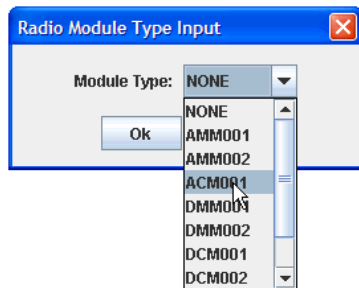 Radio Module Type Input
Module Type: NONE
NONE
Ok
AMM001
AMM002
ACM001
DMM001
DMM002
DCM001
DCM002